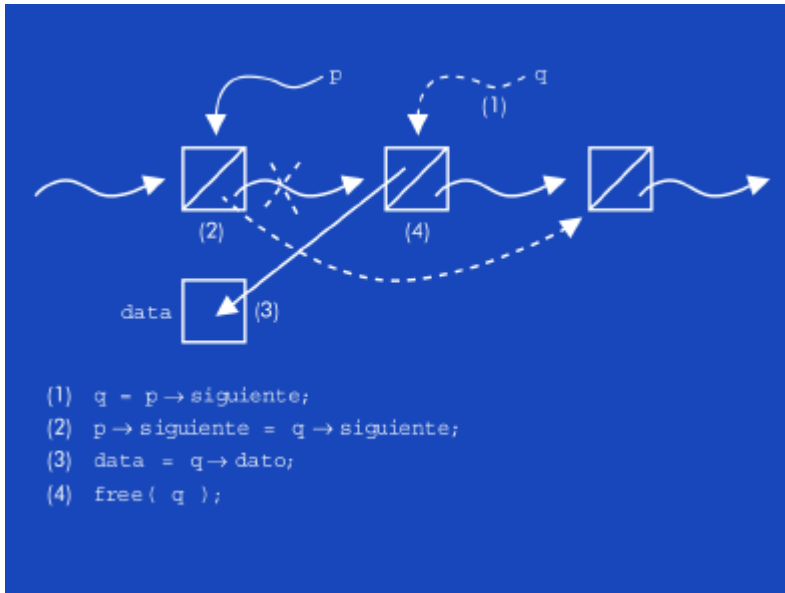 p
q
(1)
(2)
(4)
data
(3)
(1) q = p→siguiente;
(2) p→siguiente = q→siguiente;
(3) data = q→dato;
(4) free( q );